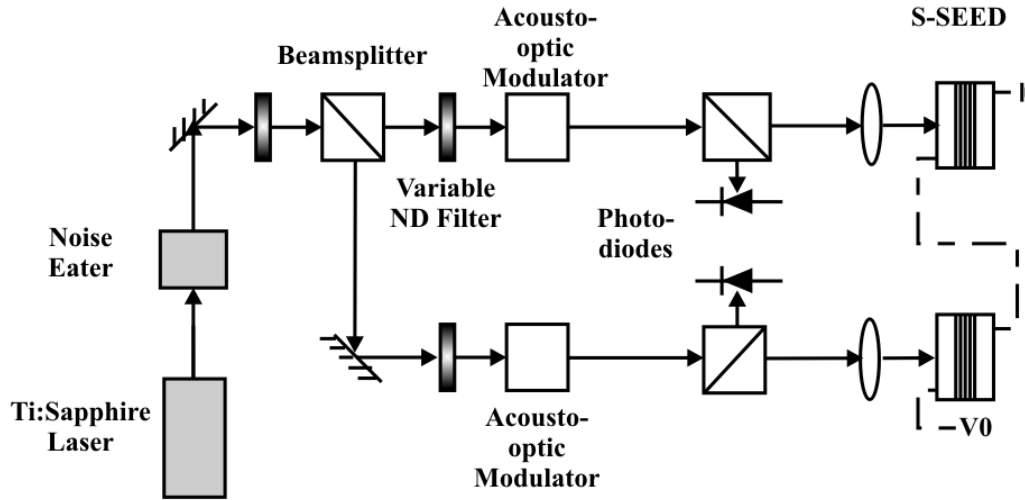 Acousto-
optic
Modulator
S-SEED
Beamsplitter
Variable
ND Filter
Photo-
diodes
Noise
Eater
Ti:Sapphire
Laser
Acousto-
optic
Modulator
V0